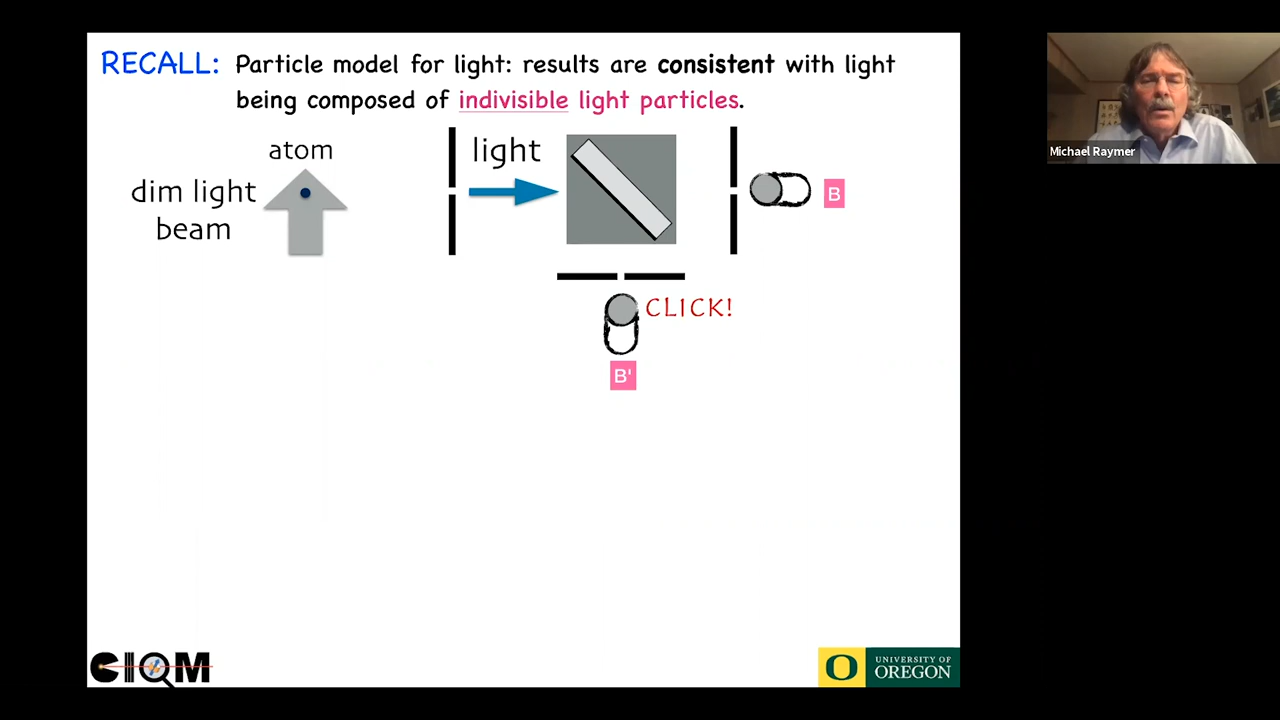 RECALL: Particle model for light: results are consistent with light
being composed of indivisible light particles.
atom
dim light
beam
light
B
CLICK!
B'
Michael Raymer
CIQM
O
UNIVERSITY OF
OREGON